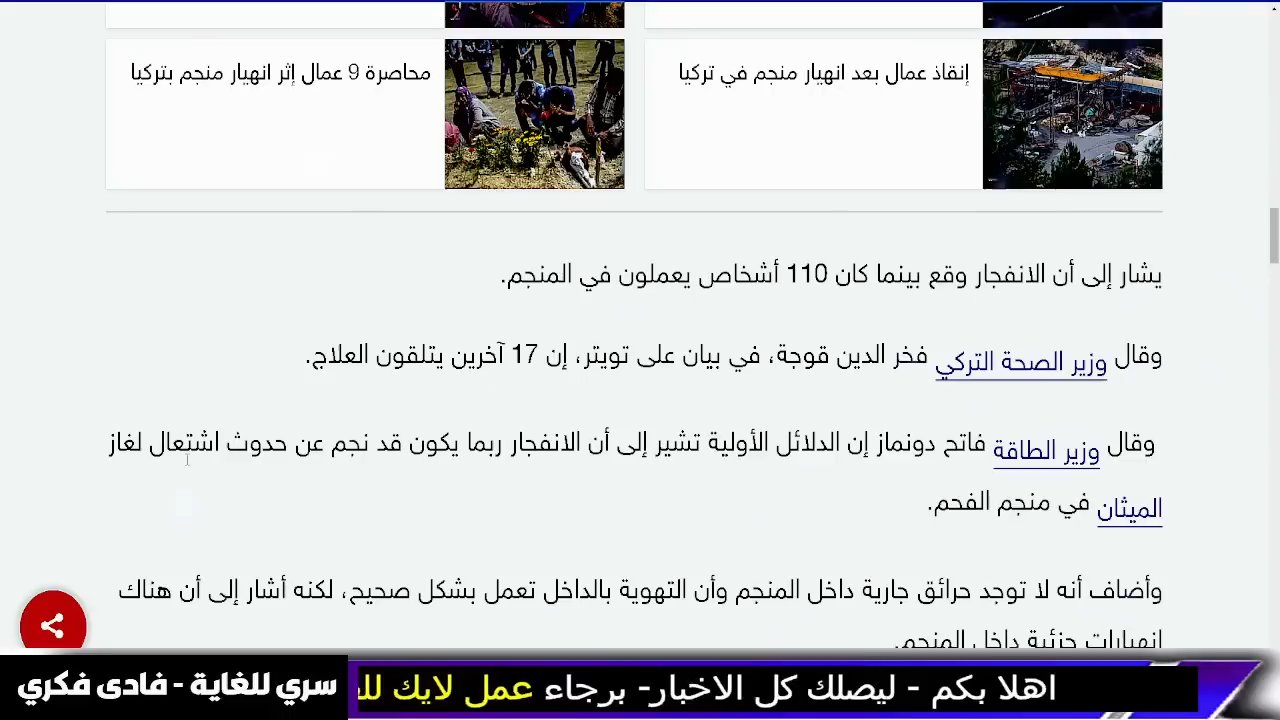 إنقاذ عمال بعد انهيار منجم في تركيا
محاصرة 9 عمال إثر انهيار منجم بتركيا
يشار إلى أن الانفجار وقع بينما كان 110 أشخاص يعملون في المنجم.
وقال وزير الصحة التركي فخر الدين قوجة، في بيان على تويتر، إن 17 آخرين يتلقون العلاج.
وقال وزير الطاقة فاتح دونماز إن الدلائل الأولية تشير إلى أن الانفجار ربما يكون قد نجم عن حدوث اشتعال لغاز
الميثان في منجم الفحم.
وأضاف أنه لا توجد حرائق جارية داخل المنجم وأن التهوية بالداخل تعمل بشكل صحيح، لكنه أشار إلى أن هناك
انهيارات جزئية داخل المنجم.
اهلا بكم - ليصلك كل الاخبار- برجاء عمل لايك
سري للغاية - فادى فكري